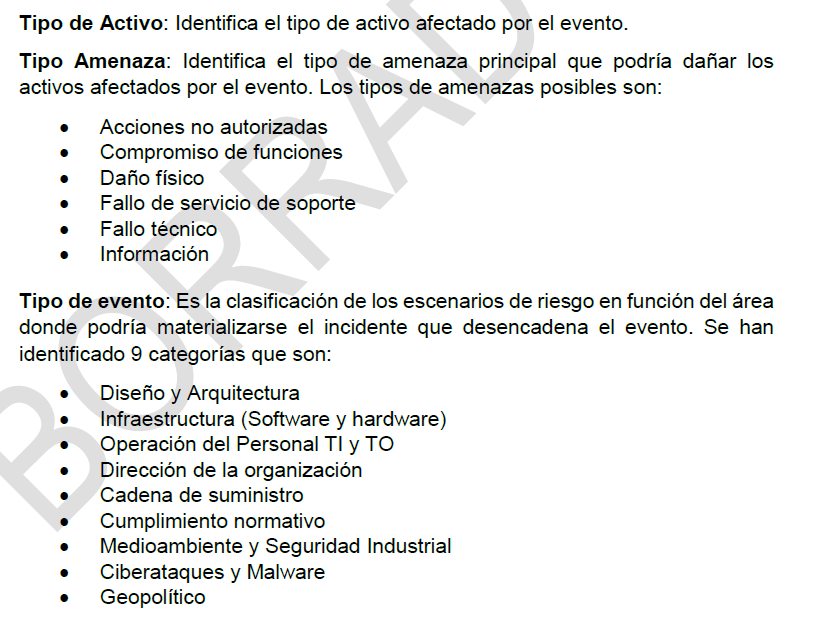 Tipo de Activo: Identifica el tipo de activo afectado por el evento.
Tipo Amenaza: Identifica el tipo de amenaza principal que podría dañar los
activos afectados por el evento. Los tipos de amenazas posibles son:
• Acciones no autorizadas
• Compromiso de funciones
• Daño físico
• Fallo de servicio de soporte
• Fallo técnico
• Información
Tipo de evento: Es la clasificación de los escenarios de riesgo en función del área
donde podría materializarse el incidente que desencadena el evento. Se han
identificado 9 categorías que son:
• Diseño y Arquitectura
• Infraestructura (Software y hardware)
• Operación del Personal TI y TO
• Dirección de la organización
• Cadena de suministro
• Cumplimiento normativo
• Medioambiente y Seguridad Industrial
• Ciberataques y Malware
• Geopolítico
BORRAD